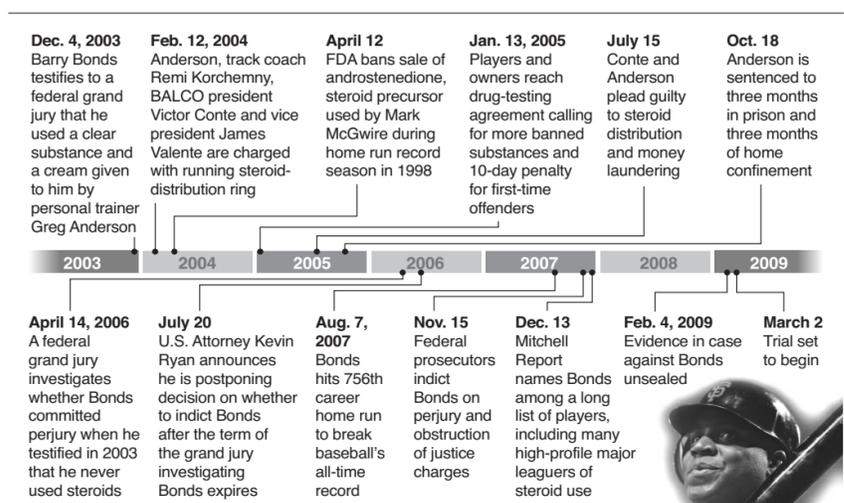 Dec. 4, 2003
Barry Bonds
testifies to a
federal grand
jury that he
used a clear
substance and
a cream given
to him by
personal trainer
Greg Anderson
Feb. 12, 2004
Anderson, track coach
Remi Korchemny,
BALCO president
Victor Conte and vice
president James
Valente are charged
with running steroid-
distribution ring
April 12
FDA bans sale of
androstenedione,
steroid precursor
used by Mark
McGwire during
home run record
season in 1998
Jan. 13, 2005
Players and
owners reach
drug-testing
agreement calling
for more banned
substances and
10-day penalty
for first-time
offenders
July 15
Conte and
Anderson
plead guilty
to steroid
distribution
and money
laundering
Oct. 18
Anderson is
sentenced to
three months
in prison and
three months
of home
confinement
2003
2004
2005
2006
2007
2008
2009
April 14, 2006
A federal
grand jury
investigates
whether Bonds
committed
perjury when he
testified in 2003
that he never
used steroids
July 20
U.S. Attorney Kevin
Ryan announces
he is postponing
decision on whether
to indict Bonds
after the term of
the grand jury
investigating
Bonds expires
Aug. 7,
2007
Bonds
hits 756th
career
home run
to break
baseball's
all-time
record
Nov. 15
Federal
prosecutors
indict
Bonds on
perjury and
obstruction
of justice
charges
Dec. 13
Mitchell
Report
names Bonds
among a long
list of players,
including many
high-profile major
leaguers of
steroid use
Feb. 4, 2009
Evidence in case
against Bonds
unsealed
March 2
Trial set
to begin
SF